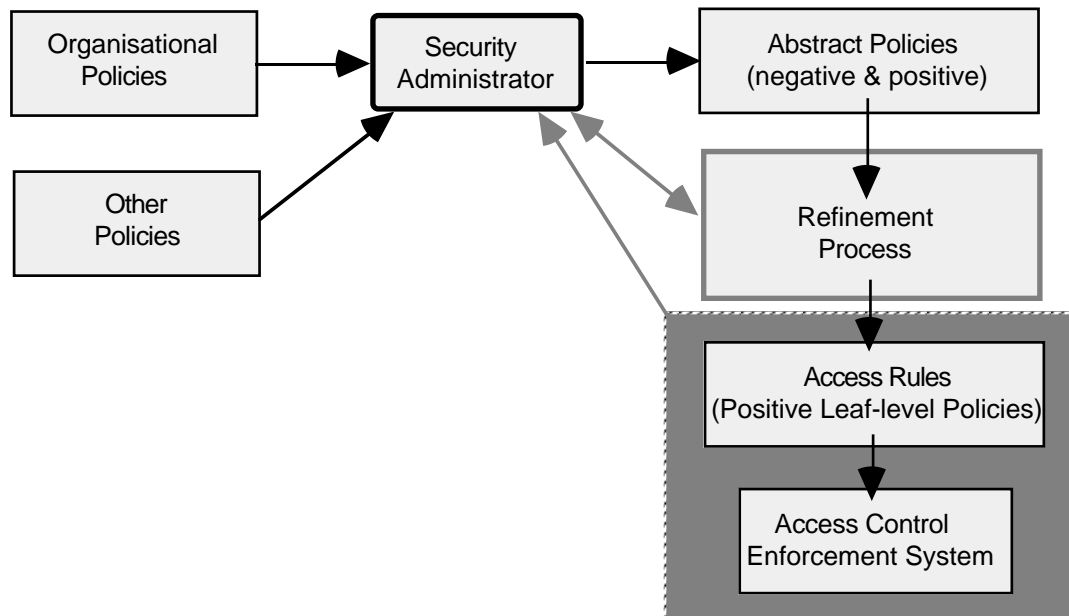 Organisational
Policies
Security
Administrator
Abstract Policies
(negative & positive)
Other
Policies
Refinement
Process
Access Rules
(Positive Leaf-level Policies)
Access Control
Enforcement System